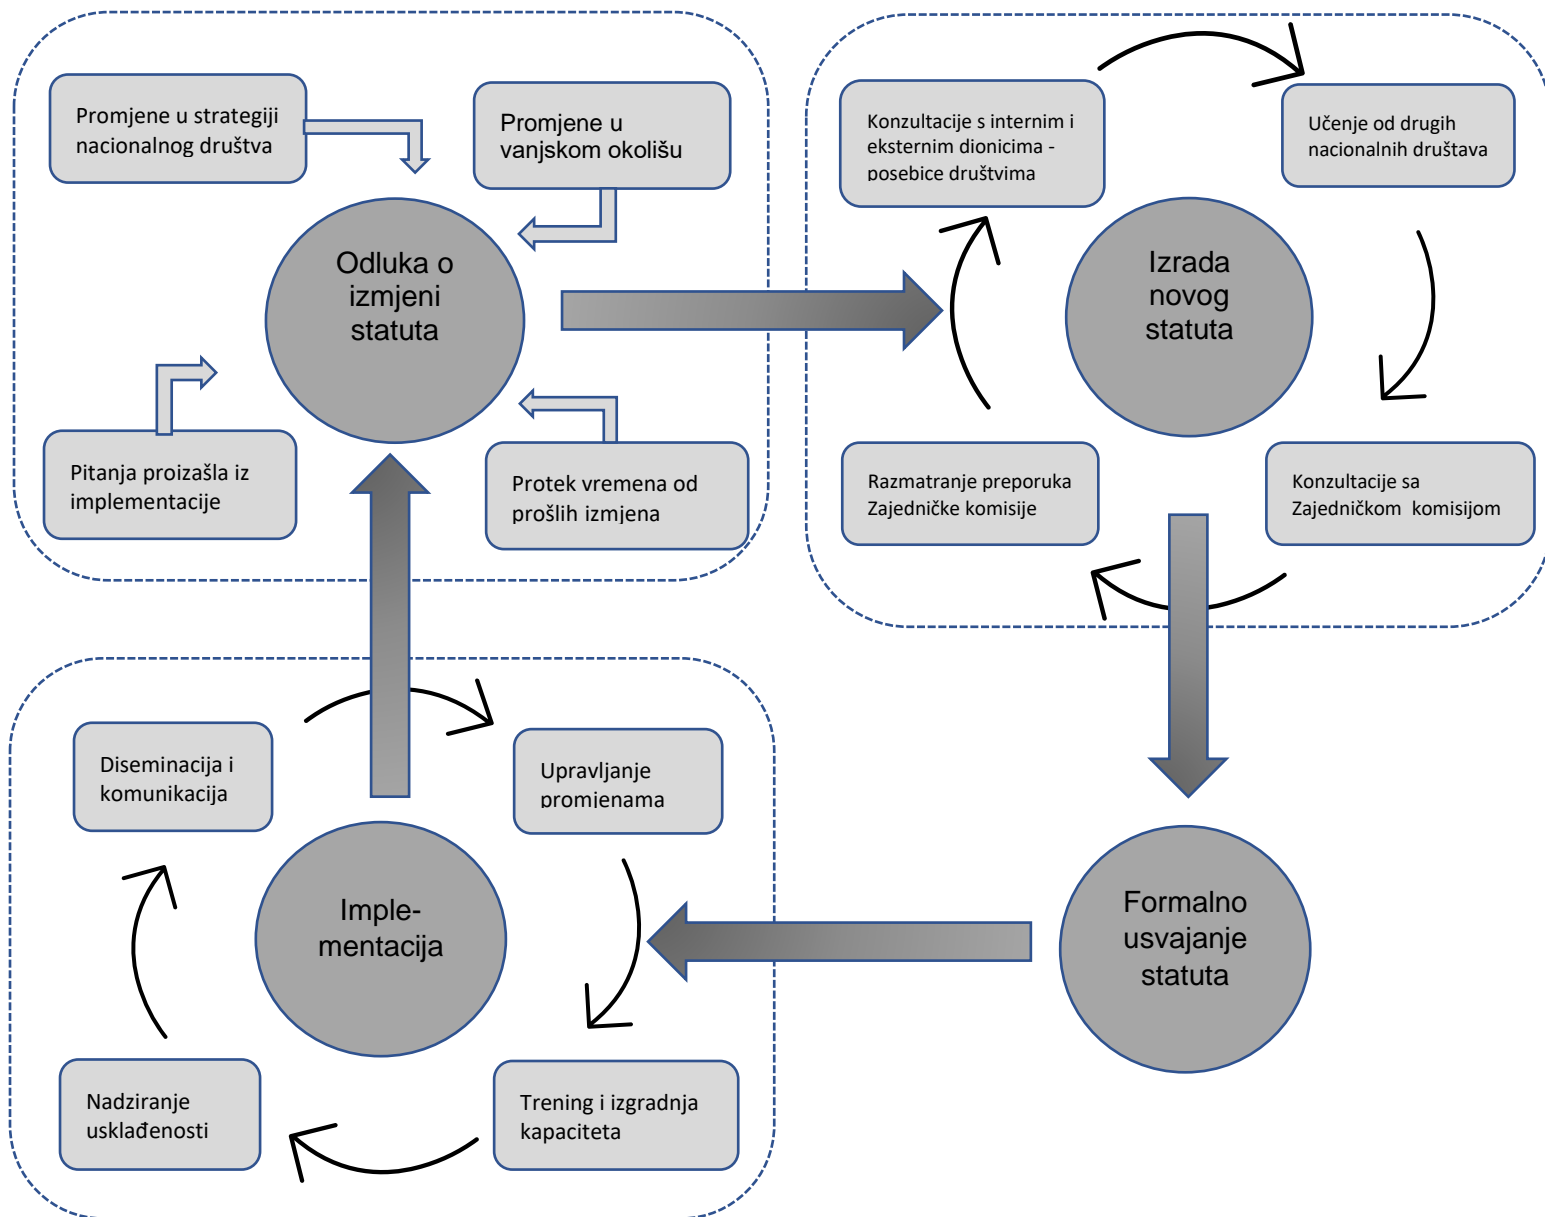 Promjene u strategiji
nacionalnog društva
Promjene u
vanjskom okolišu
Odluka o
izmjeni
statuta
Pitanja proizašla iz
implementacije
Protek vremena od
prošlih izmjena
Konzultacije s internim i
eksternim dionicima -
posebice društvima
Učenje od drugih
nacionalnih društava
Izrada
novog
statuta
Razmatranje preporuka
Zajedničke komisije
Konzultacije sa
Zajedničkom  komisijom
Diseminacija i
komunikacija
Upravljanje
promjenama
Imple-
mentacija
Nadziranje
usklađenosti
Trening i izgradnja
kapaciteta
Formalno
usvajanje
statuta